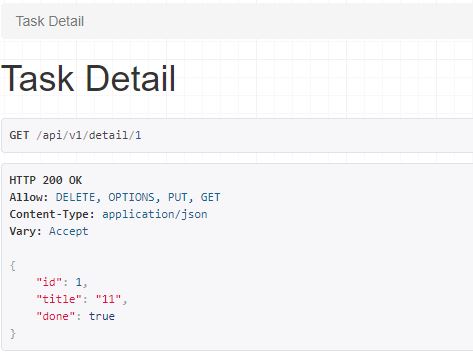 Task Detail
Task Detail
GET /api/v1/detail/1
HTTP 200 OK
Allow: DELETE, OPTIONS, PUT, GET
Content-Type: application/json
Vary: Accept
{
    "id": 1,
    "title": "11",
    "done": true
}